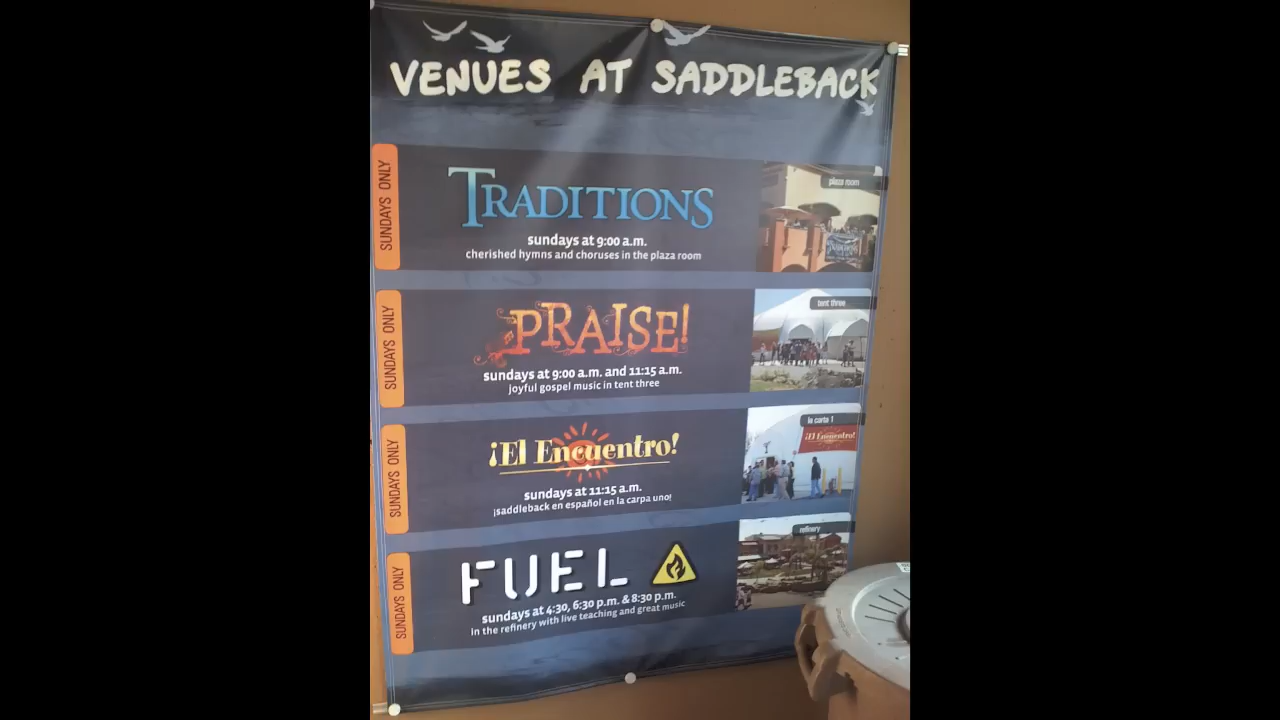 VENUES AT SADDLEBACK
SUNDAYS ONLY
TRADITIONS
sundays at 9:00 a.m.
cherished hymns and choruses in the plaza room
plaza room
TRADITIONS
SUNDAYS ONLY
PRAISE!
sundays at 9:00 a.m. and 11:15 a.m.
joyful gospel music in tent three
tent three
SUNDAYS ONLY
¡El Encuentro!
sundays at 11:15 a.m.
¡saddleback en español en la carpa uno!
la carta 1
¡El Encuentro!
SUNDAYS ONLY
FUEL
sundays at 4:30, 6:30 p.m. & 8:30 p.m.
in the refinery with live teaching and great music
refinery